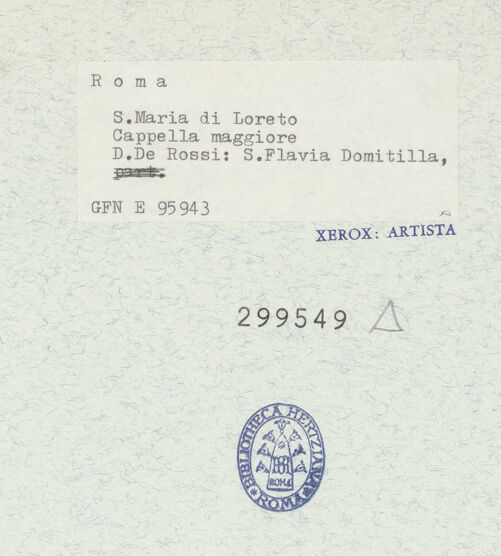 R o m a
S.Maria di Loreto
Cappella maggiore
D.De Rossi: S.Flavia Domitilla,
part.
GFN E 95943
XEROX: ARTISTA
299549
BIBLIOTHECA HERTZIANA
ROMA
ROMA